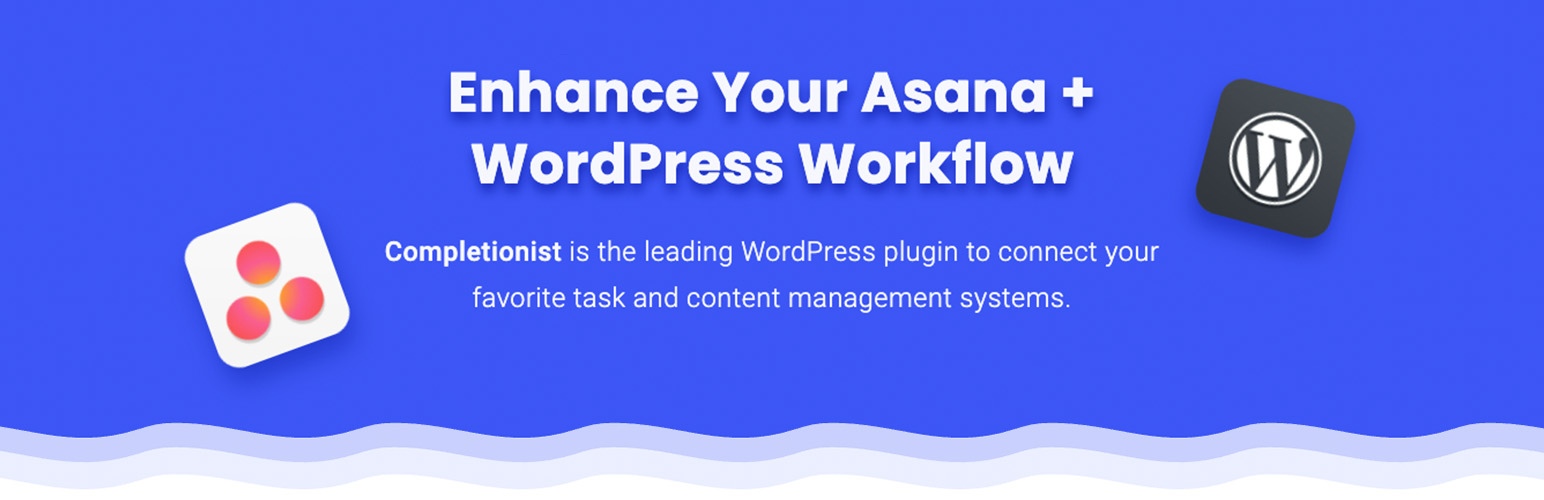 Enhance Your Asana +
WordPress Workflow
Completionist is the leading WordPress plugin to connect your
favorite task and content management systems.